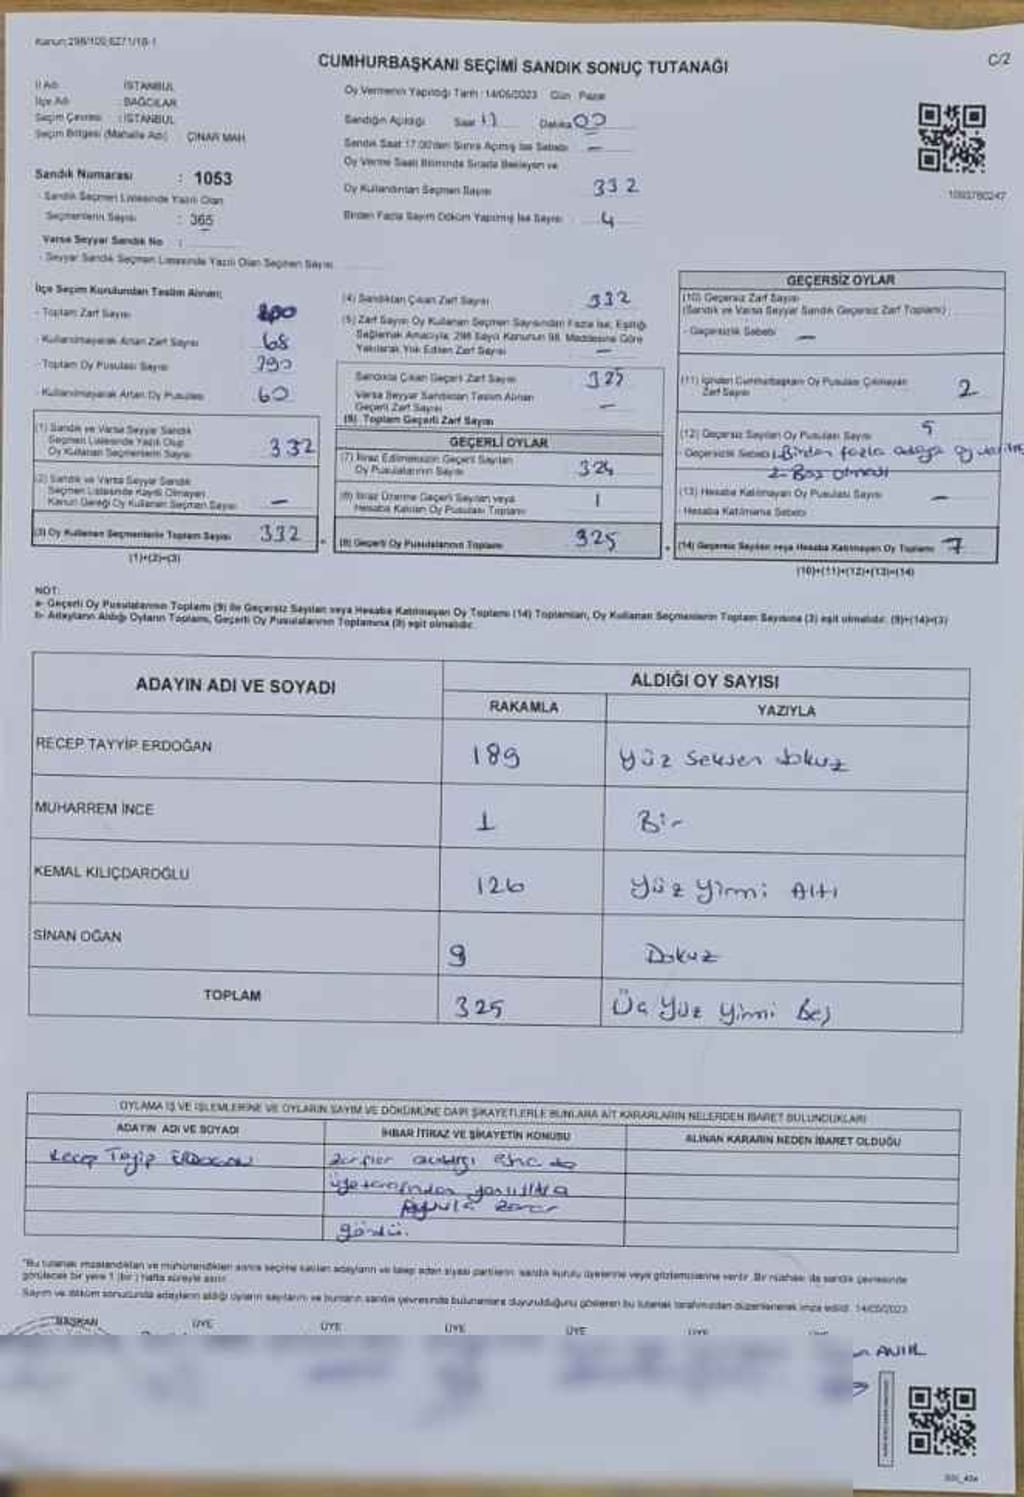 Kanun:298/105,6271/18-1
C/2
CUMHURBAŞKANI SEÇİMİ SANDIK SONUÇ TUTANAĞI
İl Adı : İSTANBUL
İlçe Adı : BAĞCILAR
Seçim Çevresi : İSTANBUL
Seçim Bölgesi (Mahalle Adı) ÇINAR MAH.
Sandık Numarası : 1053
- Sandık Seçmen Listesinde Yazılı Olan
Seçmenlerin Sayısı : 365
Varsa Seyyar Sandık No :
- Seyyar Sandık Seçmen Listesinde Yazılı Olan Seçmen Sayısı
Oy Vermenin Yapıldığı Tarih :14/05/2023 Gün Pazar
Sandığın Açıldığı Saat 17 Dakika 00
Sandık Saat 17:00'den Sonra Açılmış İse Sebebi —
Oy Verme Saati Bitiminde Sırada Bekleyen ve
Oy Kullandırılan Seçmen Sayısı 332
Birden Fazla Sayım Döküm Yapılmış İse Sayısı 4
1093760247
İlçe Seçim Kurulundan Teslim Alınan;
- Toplam Zarf Sayısı 400
- Kullanılmayarak Artan Zarf Sayısı 68
- Toplam Oy Pusulası Sayısı 390
- Kullanılmayarak Artan Oy Pusulası 60
(1) Sandık ve Varsa Seyyar Sandık
Seçmen Listesinde Yazılı Olup
Oy Kullanan Seçmenlerin Sayısı 332
(2) Sandık ve Varsa Seyyar Sandık
Seçmen Listesinde Kayıtlı Olmayan
Kanun Gereği Oy Kullanan Seçmen Sayısı —
(3) Oy Kullanan Seçmenlerin Toplam Sayısı 332
(1)+(2)=(3)
(4) Sandıktan Çıkan Zarf Sayısı 332
(5) Zarf Sayısı Oy Kullanan Seçmen Sayısından Fazla İse, Eşitliği
Sağlamak Amacıyla, 298 Sayılı Kanunun 98. Maddesine Göre
Yakılarak Yok Edilen Zarf Sayısı —
Sandıkta Çıkan Geçerli Zarf Sayısı
Varsa Seyyar Sandıktan Teslim Alınan
Geçerli Zarf Sayısı —
(6) Toplam Geçerli Zarf Sayısı
GEÇERLİ OYLAR
(7) İtiraz Edilmeksizin Geçerli Sayılan
Oy Pusulalarının Sayısı 324
(8) İtiraz Üzerine Geçerli Sayılan veya
Hesaba Katılan Oy Pusulası Toplamı 1
(9) Geçerli Oy Pusulalarının Toplamı 325
GEÇERSİZ OYLAR
(10) Geçersiz Zarf Sayısı
(Sandık ve Varsa Seyyar Sandık Geçersiz Zarf Toplamı)
- Geçersizlik Sebebi —
(11) İçinden Cumhurbaşkanı Oy Pusulası Çıkmayan
Zarf Sayısı 2
(12) Geçersiz Sayılan Oy Pusulası Sayısı 5
- Geçersizlik Sebebi 1-Birden fazla adaya oy
2-Boş olması
(13) Hesaba Katılmayan Oy Pusulası Sayısı —
- Hesaba Katılmama Sebebi
(14) Geçersiz Sayılan veya Hesaba Katılmayan Oy Toplamı 7
(10)+(11)+(12)+(13)=(14)
NOT:
a- Geçerli Oy Pusulalarının Toplamı (9) ile Geçersiz Sayılan veya Hesaba Katılmayan Oy Toplamı (14) Toplamları, Oy Kullanan Seçmenlerin Toplam Sayısına (3) eşit olmalıdır. (9)+(14)=(3)
b- Adayların Aldığı Oyların Toplamı, Geçerli Oy Pusulalarının Toplamına (9) eşit olmalıdır.
ADAYIN ADI VE SOYADI
ALDIĞI OY SAYISI
RAKAMLA YAZIYLA
RECEP TAYYİP ERDOĞAN 189 Yüz Seksen dokuz
MUHARREM İNCE 1 Bir
KEMAL KILIÇDAROĞLU 126 Yüz Yirmi Altı
SİNAN OĞAN 9 Dokuz
TOPLAM 325 Üç Yüz Yirmi Beş
OYLAMA İŞ VE İŞLEMLERİNE VE OYLARIN SAYIM VE DÖKÜMÜNE DAİR ŞİKAYETLERLE BUNLARA AİT KARARLARIN NELERDEN İBARET BULUNDUKLARI
ADAYIN ADI VE SOYADI İHBAR İTİRAZ VE ŞİKAYETİN KONUSU ALINAN KARARIN NEDEN İBARET OLDUĞU
Recep Tayip ERDOGAN
zarar
gördü.
"Bu tutanak imzalandıktan ve mühürlendikten sonra seçime katılan adayların ve talep eden siyasi partilerin sandık kurulu üyelerine veya gözlemcilerine verilir. Bir nüshası da sandık çevresinde
görülecek bir yere 1 (bir) hafta süreyle asılır.
Sayım ve döküm sonucunda adayların aldığı oyların sayılarını ve bunların sandık çevresinde bulunanlara duyurulduğunu gösteren bu tutanak tarafımızdan düzenlenerek imza edildi. 14/05/2023
BAŞKAN ÜYE ÜYE ÜYE ÜYE ÜYE ÜYE
ANIL